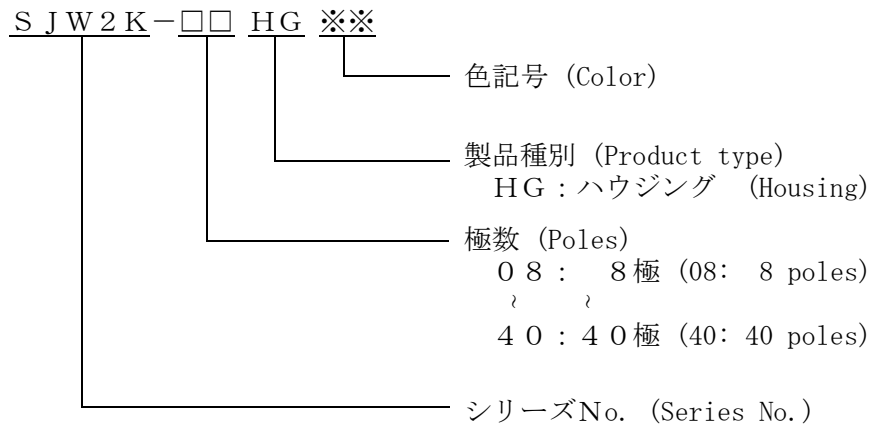 ＳＪＷ２Ｋ－□□ ＨＧ ※※
色記号 (Color)
製品種別 (Product type)
ＨＧ：ハウジング (Housing)
極数 (Poles)
０８：　８極 (08:  8 poles)
～　～
４０：４０極 (40: 40 poles)
シリーズNo. (Series No.)